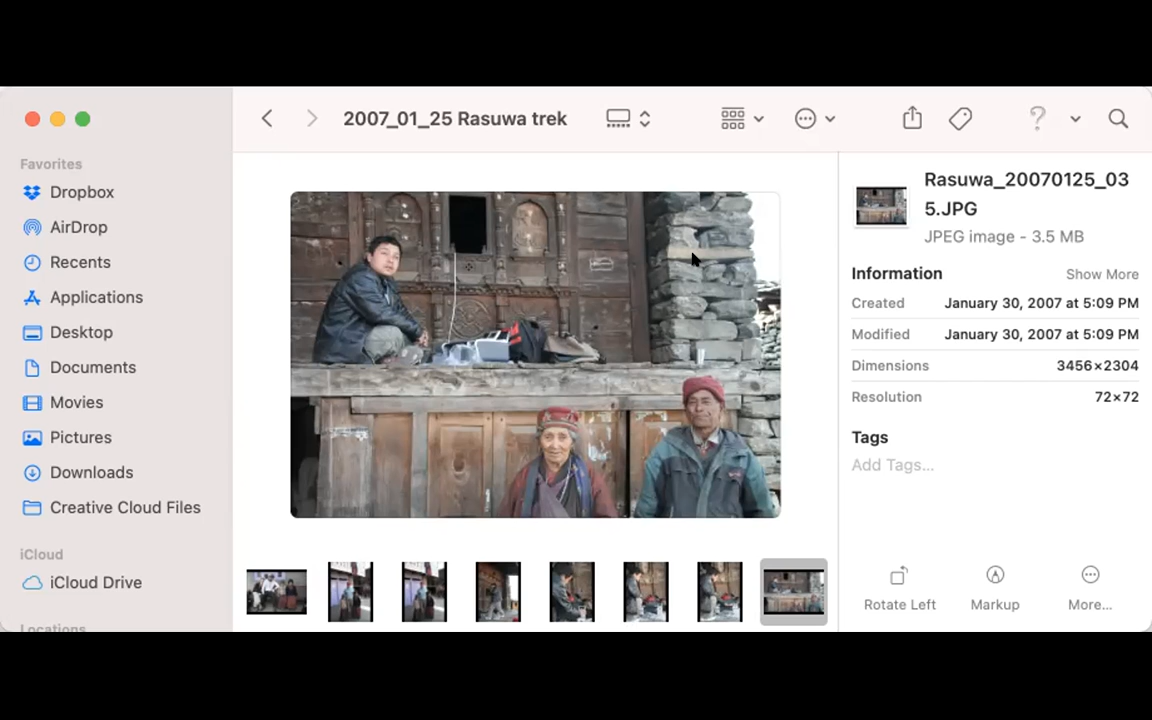 2007_01_25 Rasuwa trek
Favorites
Dropbox
AirDrop
Recents
Applications
Desktop
Documents
Movies
Pictures
Downloads
Creative Cloud Files
iCloud
iCloud Drive
Locations
Rasuwa_20070125_03
5.JPG
JPEG image - 3.5 MB
Information Show More
Created January 30, 2007 at 5:09 PM
Modified January 30, 2007 at 5:09 PM
Dimensions 3456×2304
Resolution 72×72
Tags
Add Tags...
Rotate Left Markup More...